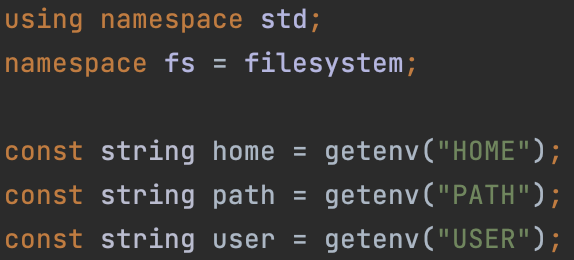 using namespace std;
namespace fs = filesystem;
const string home = getenv("HOME");
const string path = getenv("PATH");
const string user = getenv("USER");